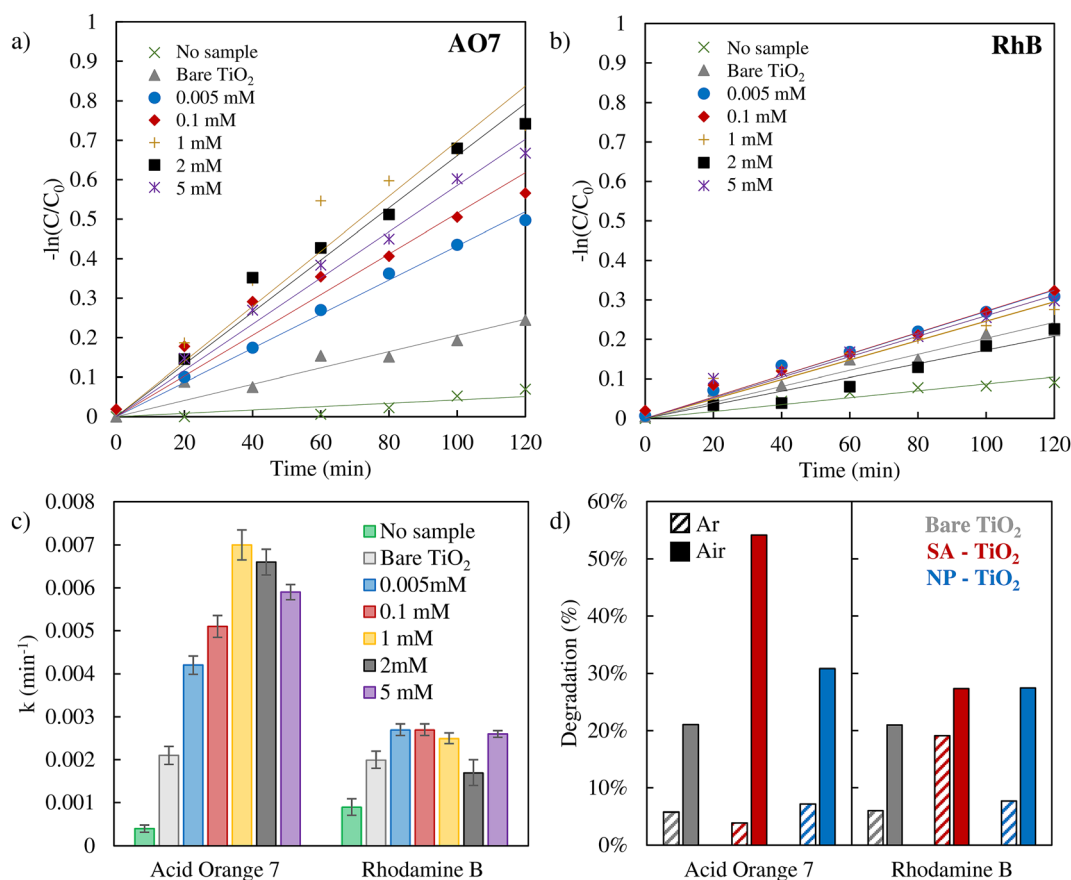 a)
AO7
-ln(C/C₀)
1
0.9
0.8
0.7
0.6
0.5
0.4
0.3
0.2
0.1
0
No sample
Bare TiO₂
0.005 mM
0.1 mM
1 mM
2 mM
5 mM
0 20 40 60 80 100 120
Time (min)
b)
RhB
-ln(C/C₀)
1
0.9
0.8
0.7
0.6
0.5
0.4
0.3
0.2
0.1
0
No sample
Bare TiO₂
0.005 mM
0.1 mM
1 mM
2 mM
5 mM
0 20 40 60 80 100 120
Time (min)
c)
k (min⁻¹)
0.008
0.007
0.006
0.005
0.004
0.003
0.002
0.001
0
No sample
Bare TiO₂
0.005mM
0.1 mM
1 mM
2mM
5 mM
Acid Orange 7 Rhodamine B
d)
Degradation (%)
60%
50%
40%
30%
20%
10%
0%
Ar
Air
Bare TiO₂
SA - TiO₂
NP - TiO₂
Acid Orange 7 Rhodamine B